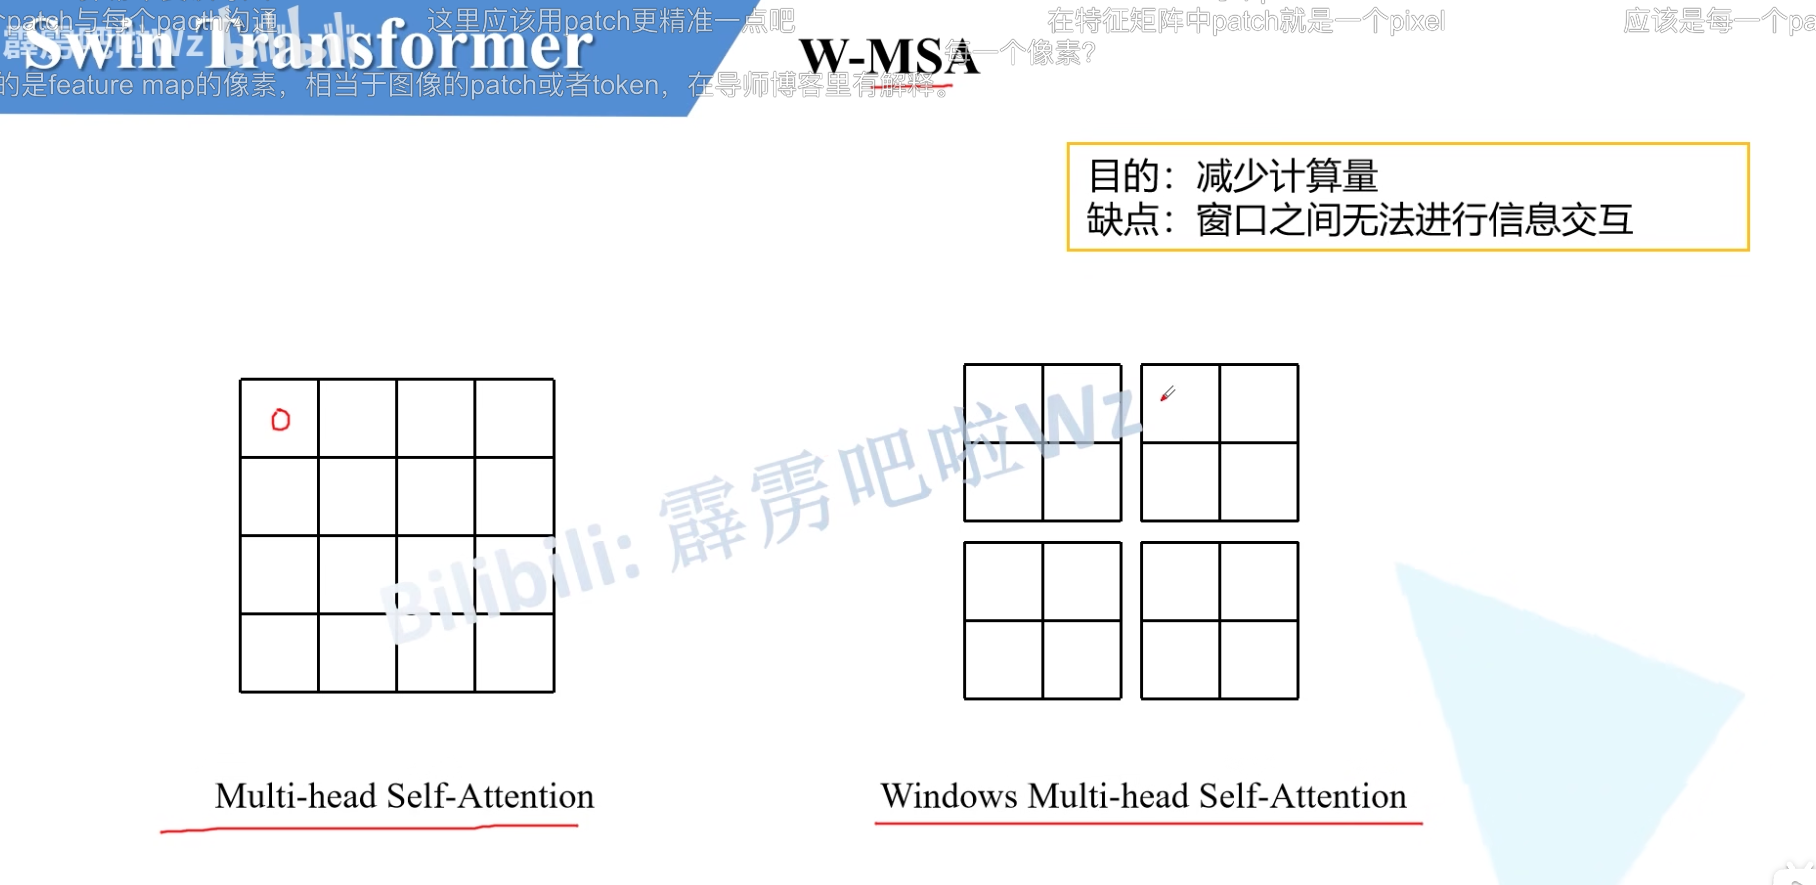 patch与每个pacth沟通
这里应该用patch更精准一点吧
在特征矩阵中patch就是一个pixel
应该是每一个pa
Swin Transformer
W-MSA
每一个像素?
的是feature map的像素，相当于图像的patch或者token，在导师博客里有解释。
目的：减少计算量
缺点：窗口之间无法进行信息交互
Bilibili: 霹雳吧啦Wz
Multi-head Self-Attention
Windows Multi-head Self-Attention